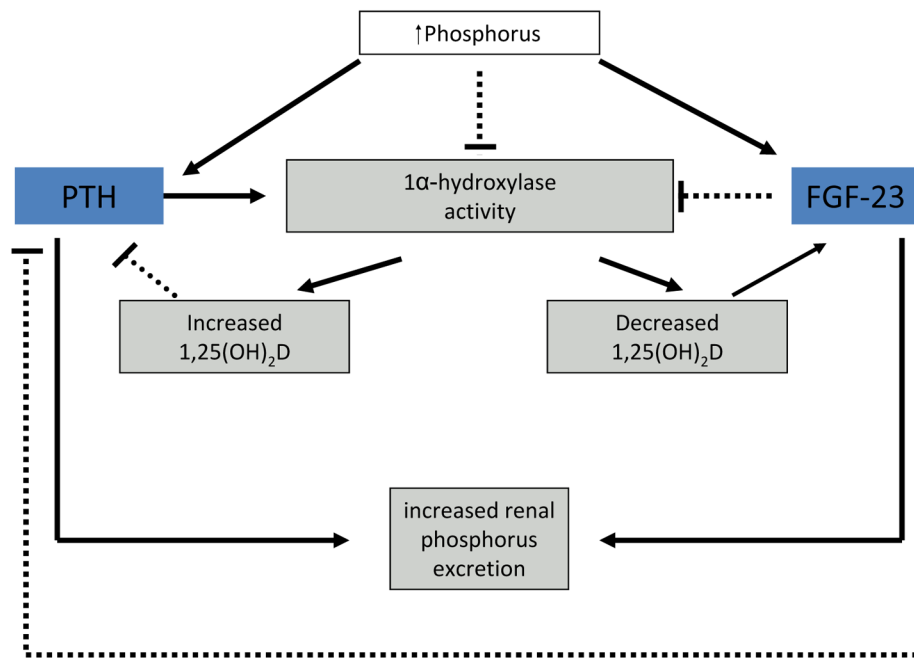 ↑Phosphorus
PTH
1α-hydroxylase
activity
FGF-23
Increased
1,25(OH)₂D
Decreased
1,25(OH)₂D
increased renal
phosphorus
excretion